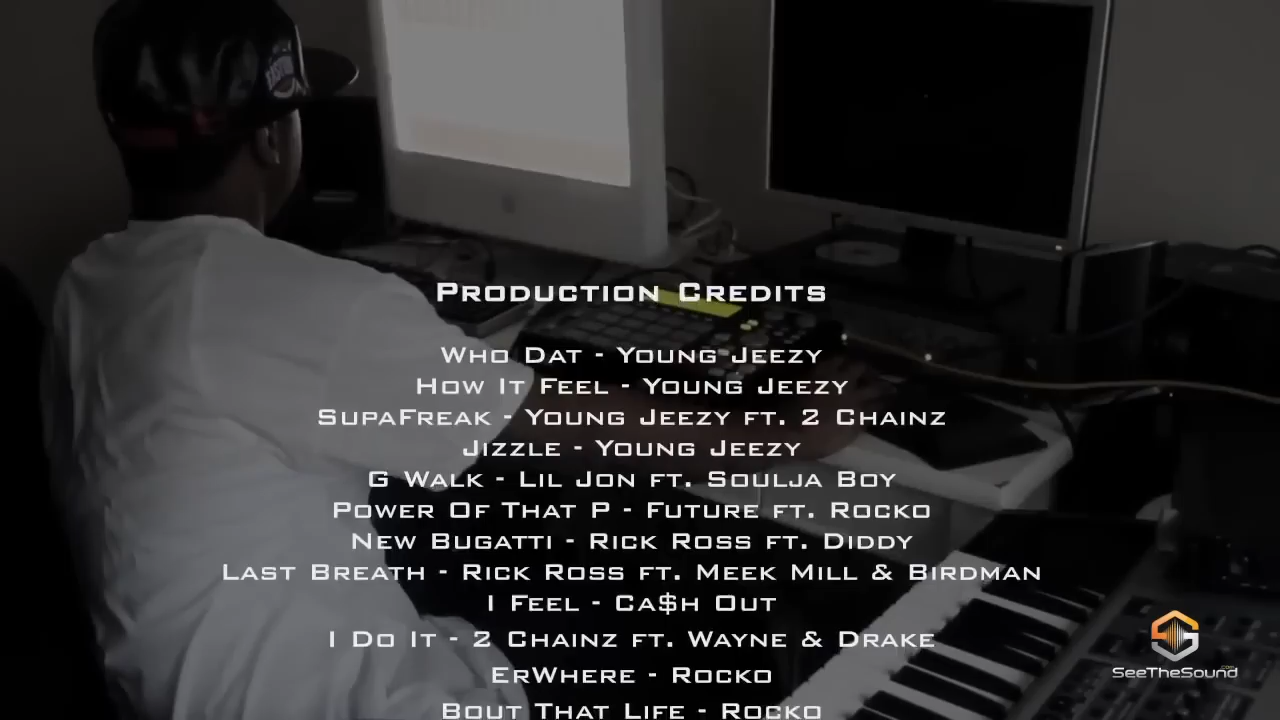 Production Credits
Who Dat - Young Jeezy
How It Feel - Young Jeezy
SupaFreak - Young Jeezy ft. 2 Chainz
Jizzle - Young Jeezy
G Walk - Lil Jon ft. Soulja Boy
Power Of That P - Future ft. Rocko
New Bugatti - Rick Ross ft. Diddy
Last Breath - Rick Ross ft. Meek Mill & Birdman
I Feel - Ca$h Out
I Do It - 2 Chainz ft. Wayne & Drake
ErWhere - Rocko
Bout That Life - Rocko
SeeTheSound.com